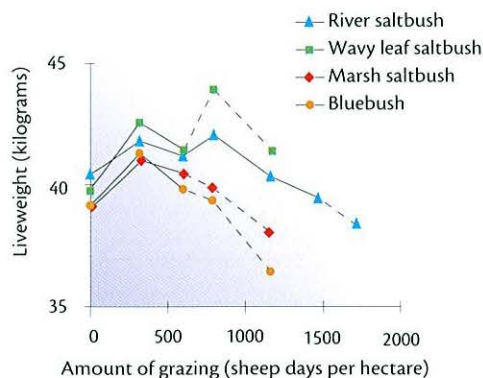 River saltbush
Wavy leaf saltbush
Marsh saltbush
Bluebush
45
40
35
Liveweight (kilograms)
0 500 1000 1500 2000
Amount of grazing (sheep days per hectare)